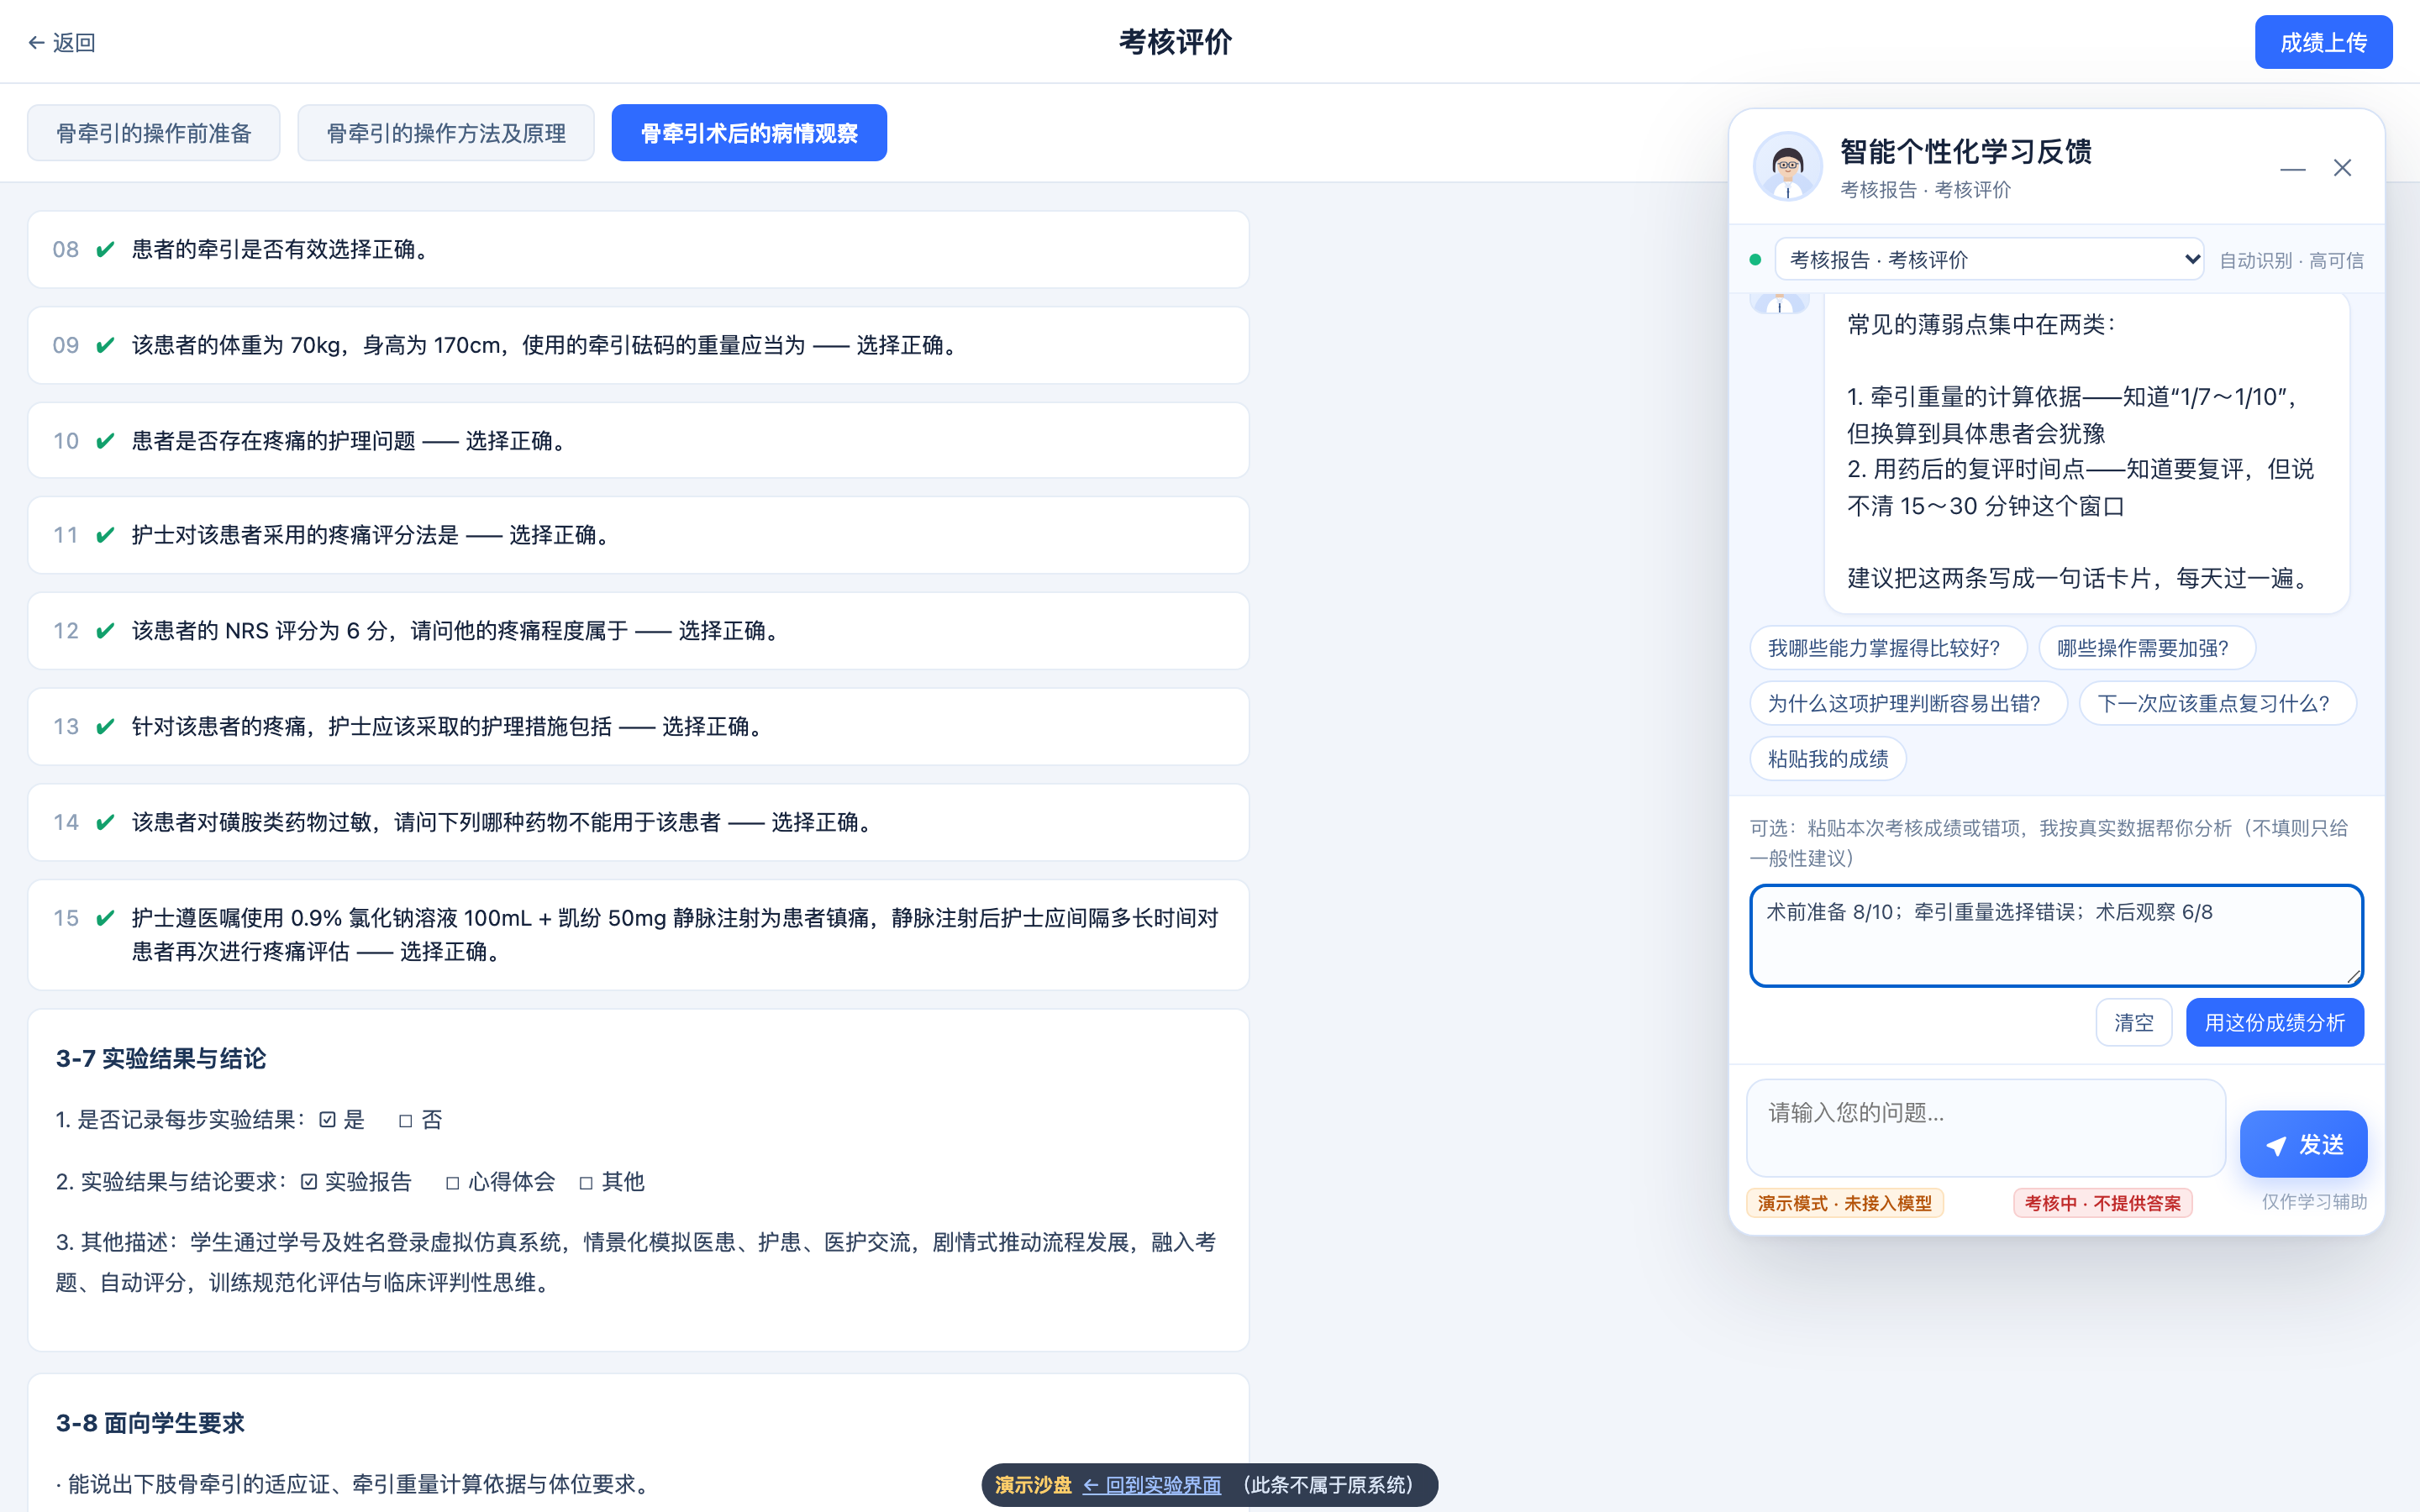 ← 返回
考核评价
成绩上传
骨牵引的操作前准备
骨牵引的操作方法及原理
骨牵引术后的病情观察
08 ✔ 患者的牵引是否有效选择正确。
09 ✔ 该患者的体重为 70kg，身高为 170cm，使用的牵引砝码的重量应当为 —— 选择正确。
10 ✔ 患者是否存在疼痛的护理问题 —— 选择正确。
11 ✔ 护士对该患者采用的疼痛评分法是 —— 选择正确。
12 ✔ 该患者的 NRS 评分为 6 分，请问他的疼痛程度属于 —— 选择正确。
13 ✔ 针对该患者的疼痛，护士应该采取的护理措施包括 —— 选择正确。
14 ✔ 该患者对磺胺类药物过敏，请问下列哪种药物不能用于该患者 —— 选择正确。
15 ✔ 护士遵医嘱使用 0.9% 氯化钠溶液 100mL + 凯纷 50mg 静脉注射为患者镇痛，静脉注射后护士应间隔多长时间对
患者再次进行疼痛评估 —— 选择正确。
3-7 实验结果与结论
1. 是否记录每步实验结果：☑ 是 □ 否
2. 实验结果与结论要求：☑ 实验报告 □ 心得体会 □ 其他
3. 其他描述：学生通过学号及姓名登录虚拟仿真系统，情景化模拟医患、护患、医护交流，剧情式推动流程发展，融入考
题、自动评分，训练规范化评估与临床评判性思维。
3-8 面向学生要求
· 能说出下肢骨牵引的适应证、牵引重量计算依据与体位要求。
智能个性化学习反馈
考核报告 · 考核评价
考核报告 · 考核评价
自动识别 · 高可信
常见的薄弱点集中在两类：
1. 牵引重量的计算依据——知道“1/7～1/10”，
但换算到具体患者会犹豫
2. 用药后的复评时间点——知道要复评，但说
不清 15～30 分钟这个窗口
建议把这两条写成一句话卡片，每天过一遍。
我哪些能力掌握得比较好？
哪些操作需要加强？
为什么这项护理判断容易出错？
下一次应该重点复习什么？
粘贴我的成绩
可选：粘贴本次考核成绩或错项，我按真实数据帮你分析（不填则只给
一般性建议）
术前准备 8/10；牵引重量选择错误；术后观察 6/8
清空
用这份成绩分析
请输入您的问题...
发送
演示模式 · 未接入模型
考核中 · 不提供答案
仅作学习辅助
演示沙盘 ← 回到实验界面 （此条不属于原系统）